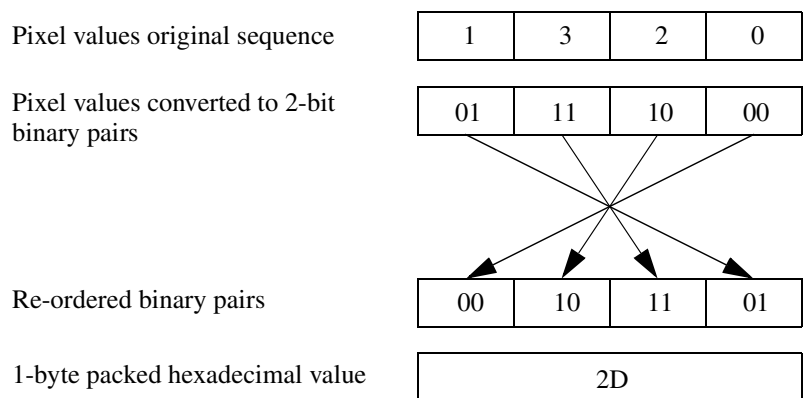 Pixel values original sequence 1 3 2 0
Pixel values converted to 2-bit
binary pairs 01 11 10 00
Re-ordered binary pairs 00 10 11 01
1-byte packed hexadecimal value 2D